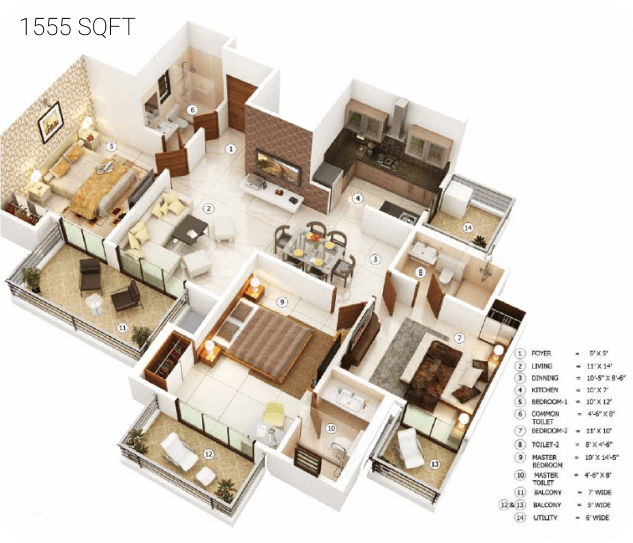 1555 SQFT
6
5
1
2
4
14
3
8
9
7
11
10
12
13
1 FOYER = 5' X 5'
2 LIVING = 11' X 14'
3 DINNING = 10'-5" X 8'-6"
4 KITCHEN = 10' X 7'
5 BEDROOM-1 = 10' X 12'
6 COMMON = 4'-6" X 8'
TOILET
7 BEDROOM-2 = 11' X 10'
8 TOILET-2 = 8' X 4'-6"
9 MASTER = 10' X 14'-5"
BEDROOM
10 MASTER = 4'-6" X 8'
TOILET
11 BALCONY = 7' WIDE
12 & 13 BALCONY = 5' WIDE
14 UTILITY = 6' WIDE